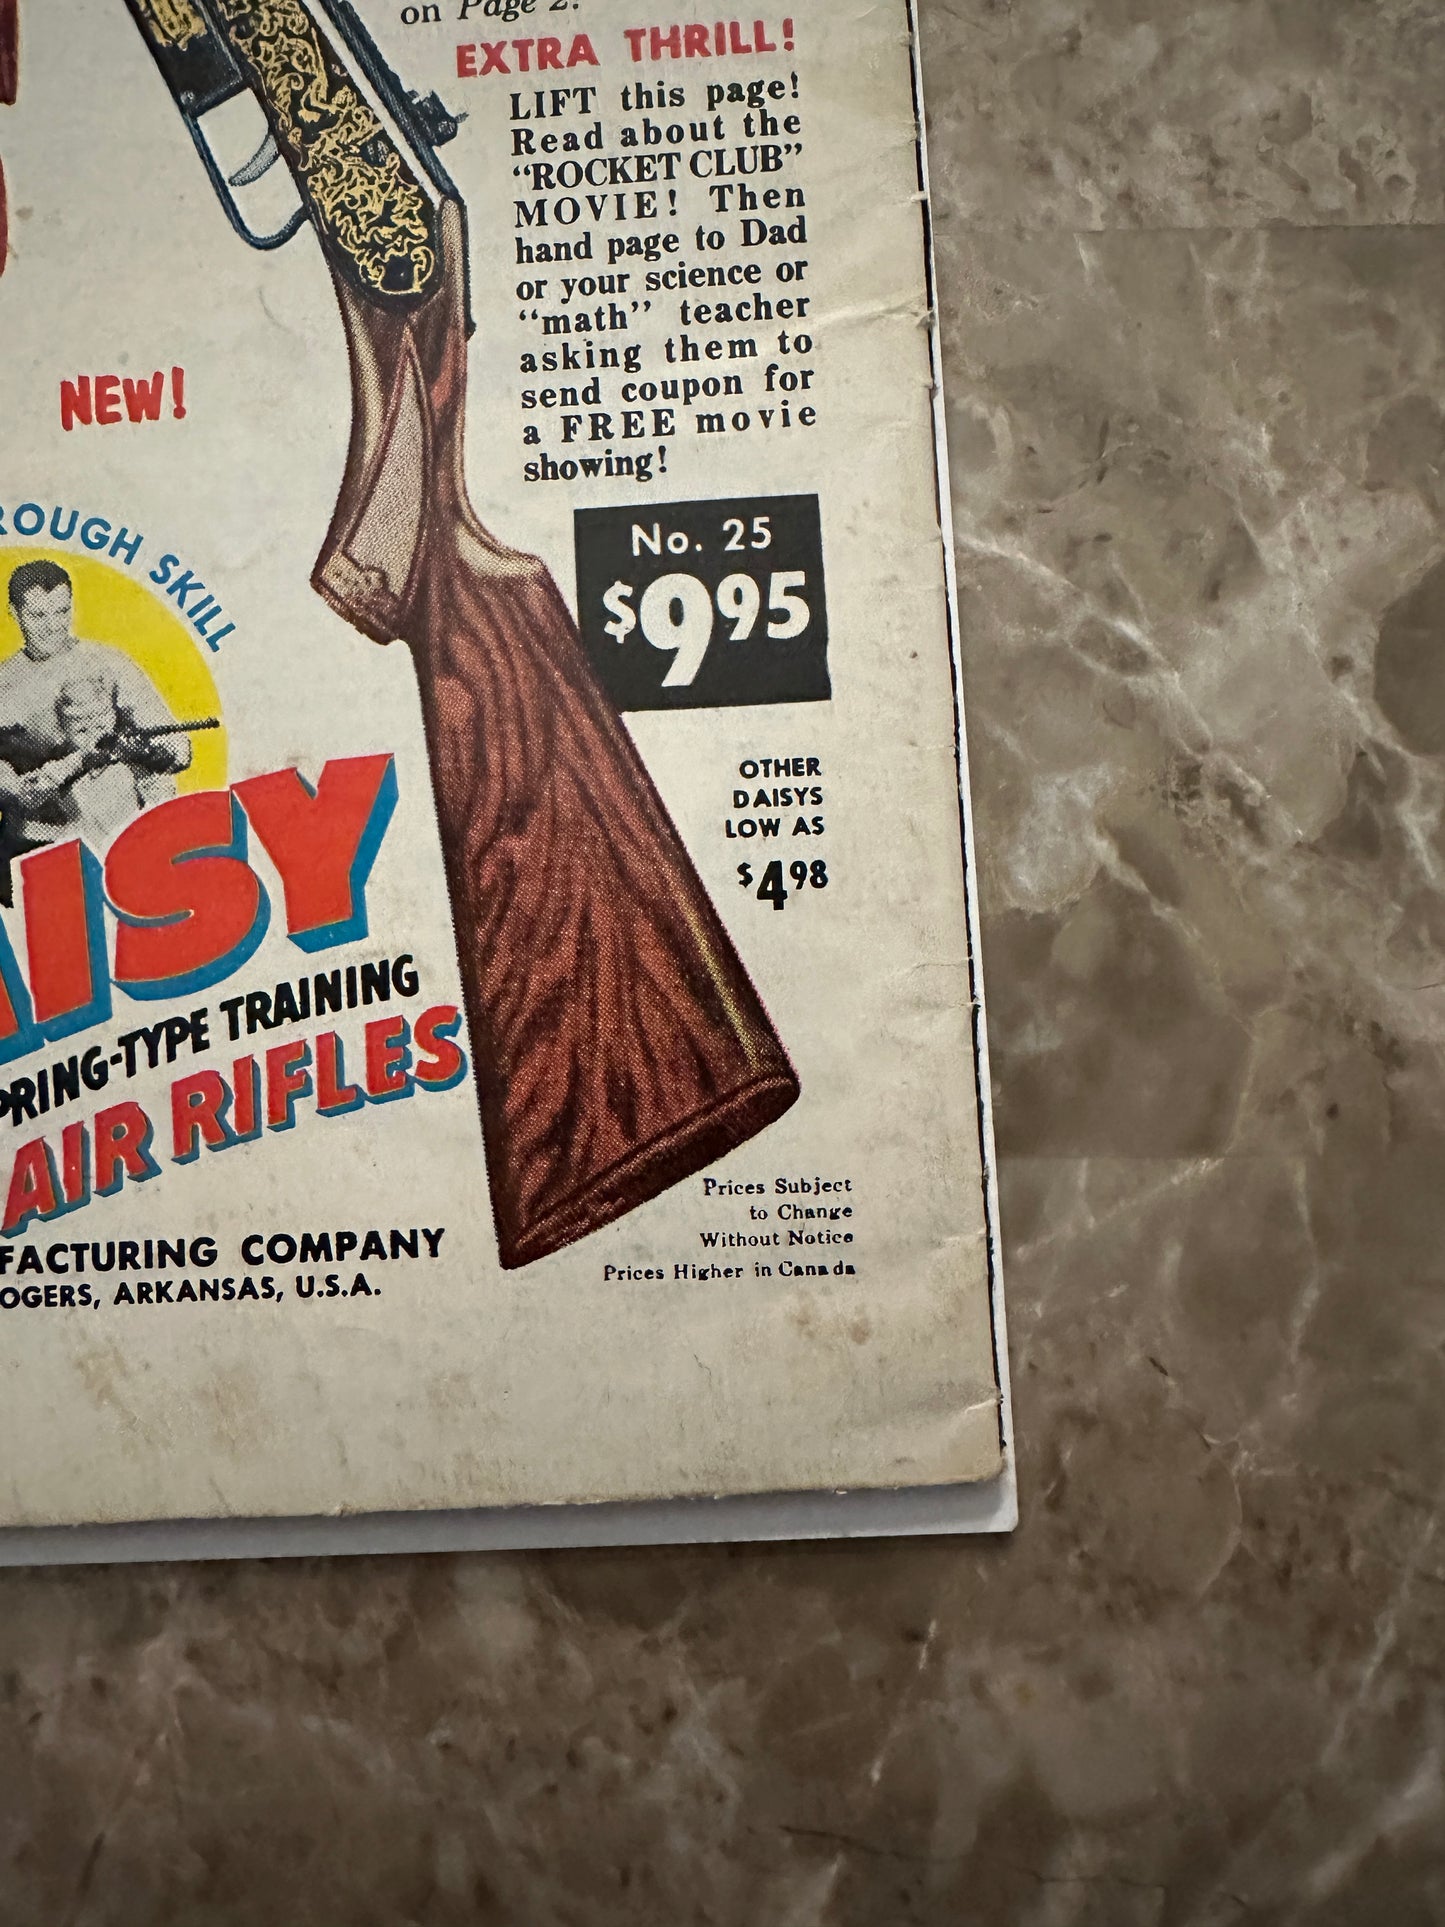 on Page 2.
EXTRA THRILL!
LIFT this page!
Read about the
“ROCKET CLUB”
MOVIE! Then
hand page to Dad
or your science or
“math” teacher
asking them to
send coupon for
a FREE movie
showing!
NEW!
ROUGH SKILL
No. 25
$9 95
OTHER
DAISYS
LOW AS
$4 98
AISY
PRING-TYPE TRAINING
AIR RIFLES
FACTURING COMPANY
OGERS, ARKANSAS, U.S.A.
Prices Subject
to Change
Without Notice
Prices Higher in Canada